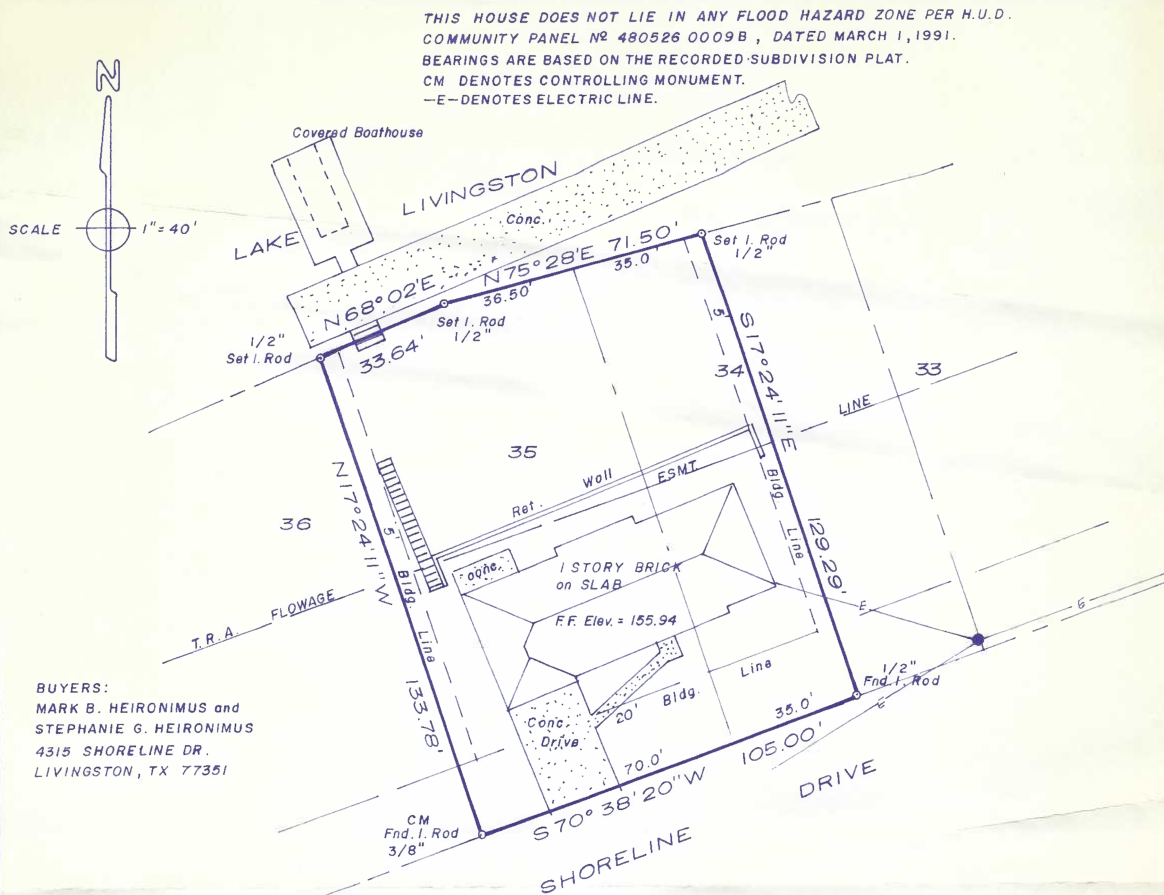 THIS HOUSE DOES NOT LIE IN ANY FLOOD HAZARD ZONE PER H.U.D.
COMMUNITY PANEL Nº 480526 0009B, DATED MARCH 1, 1991.
BEARINGS ARE BASED ON THE RECORDED SUBDIVISION PLAT.
CM DENOTES CONTROLLING MONUMENT.
—E—DENOTES ELECTRIC LINE.
N
SCALE 1"=40'
Covered Boathouse
LAKE LIVINGSTON
Conc.
N 68° 02' E
33.64'
N 75° 28' E 71.50'
36.50'
35.0'
Set I. Rod
1/2"
Set I. Rod
1/2"
1/2"
Set I. Rod
5'
S 17° 24' 11" E
129.29'
34
33
35
36
LINE
ESMT.
Ret. Wall
Bldg. Line
N 17° 24' 11" W
133.78'
5'
Bldg. Line
T.R.A. FLOWAGE
conc.
1 STORY BRICK
on SLAB
F.F. Elev. = 155.94
E
E
E
1/2"
Fnd. I. Rod
20' Bldg. Line
Conc.
Drive
35.0'
70.0'
S 70° 38' 20" W 105.00'
SHORELINE DRIVE
CM
Fnd. I. Rod
3/8"
BUYERS:
MARK B. HEIRONIMUS and
STEPHANIE G. HEIRONIMUS
4315 SHORELINE DR.
LIVINGSTON, TX 77351